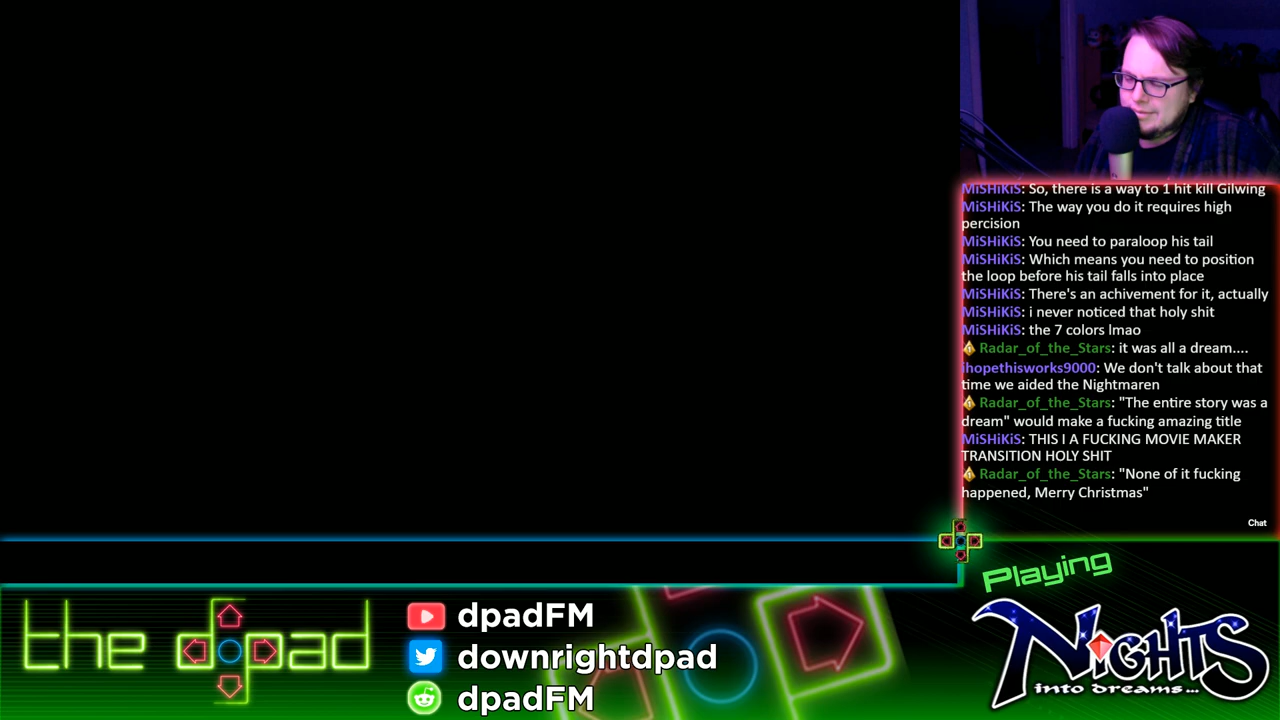 MiSHiKiS: So, there is a way to 1 hit kill Gilwing
MiSHiKiS: The way you do it requires high
percision
MiSHiKiS: You need to paraloop his tail
MiSHiKiS: Which means you need to position
the loop before his tail falls into place
MiSHiKiS: There's an achivement for it, actually
MiSHiKiS: i never noticed that holy shit
MiSHiKiS: the 7 colors lmao
Radar_of_the_Stars: it was all a dream....
ihopethisworks9000: We don't talk about that
time we aided the Nightmaren
Radar_of_the_Stars: "The entire story was a
dream" would make a fucking amazing title
MiSHiKiS: THIS I A FUCKING MOVIE MAKER
TRANSITION HOLY SHIT
Radar_of_the_Stars: "None of it fucking
happened, Merry Christmas"
Chat
Playing
NiGHTS
into dreams...
the dpad
dpadFM
downrightdpad
dpadFM